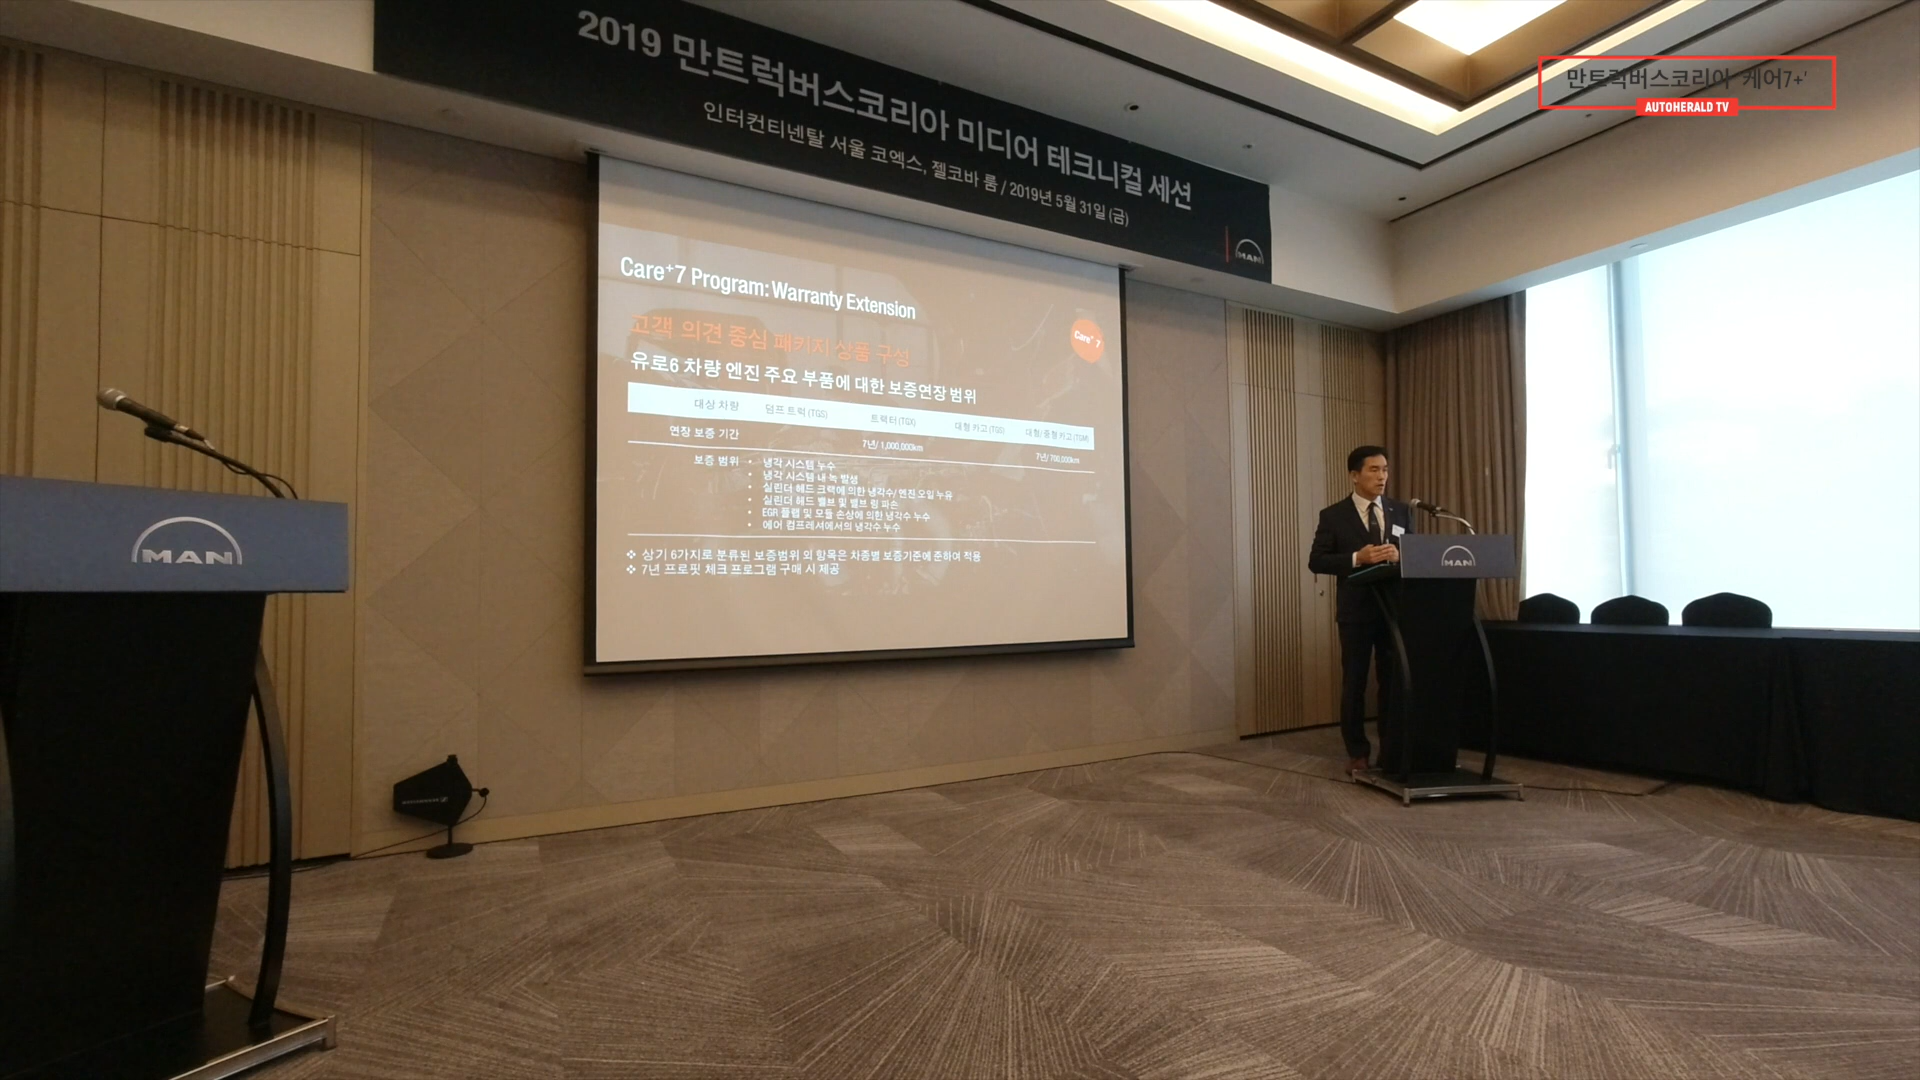 2019 만트럭버스코리아 미디어 테크니컬 세션
인터컨티넨탈 서울 코엑스, 젤코바 룸 / 2019년 5월 31일 (금)
MAN
만트럭버스코리아 '케어7+'
AUTOHERALD TV
Care+7 Program: Warranty Extension
Care+ 7
고객 의견 중심 패키지 상품 구성
유로6 차량 엔진 주요 부품에 대한 보증연장 범위
대상 차량 덤프트럭 (TGS) 트랙터 (TGX) 대형카고 (TGS) 대형/중형카고 (TGM)
연장 보증 기간 7년/ 1,000,000km 7년/ 700,000km
보증 범위 • 냉각 시스템 누수
• 냉각 시스템 내 녹 발생
• 실린더 헤드 크랙에 의한 냉각수/ 엔진 오일 누유
• 실린더 헤드 밸브 및 밸브 링 파손
• EGR 플랩 및 모듈 손상에 의한 냉각수 누수
• 에어 컴프레셔에서의 냉각수 누수
❖ 상기 6가지로 분류된 보증범위 외 항목은 차종별 보증기준에 준하여 적용
❖ 7년 프로핏 체크 프로그램 구매 시 제공
MAN
MAN